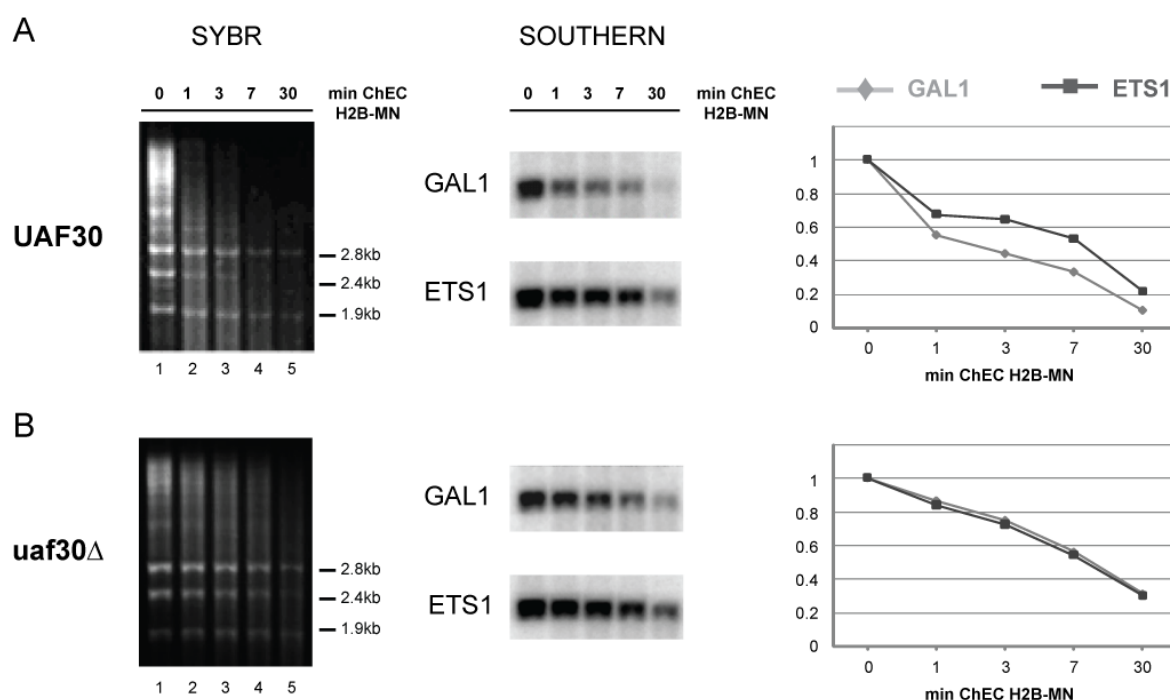 A
SYBR
SOUTHERN
0 1 3 7 30 min ChEC
H2B-MN
0 1 3 7 30 min ChEC
H2B-MN
GAL1 ETS1
UAF30
2.8kb
2.4kb
1.9kb
1 2 3 4 5
GAL1
ETS1
1
0.8
0.6
0.4
0.2
0
0 1 3 7 30
min ChEC H2B-MN
B
uaf30Δ
2.8kb
2.4kb
1.9kb
1 2 3 4 5
GAL1
ETS1
1
0.8
0.6
0.4
0.2
0
0 1 3 7 30
min ChEC H2B-MN